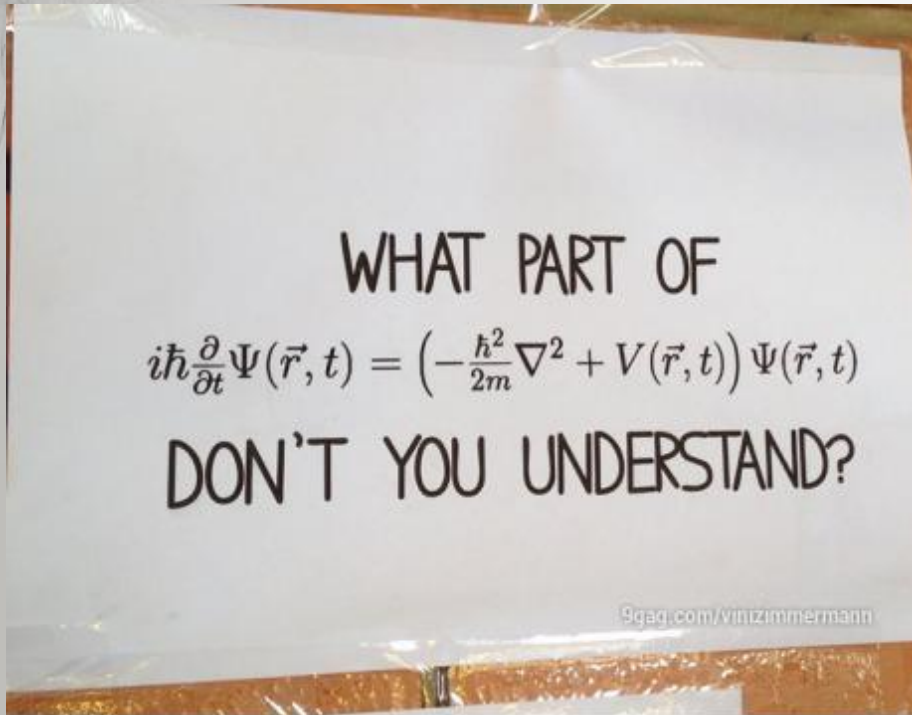 WHAT PART OF
iħ ∂/∂t Ψ(r⃗, t) = (−ħ²/2m ∇² + V(r⃗, t)) Ψ(r⃗, t)
DON'T YOU UNDERSTAND?
9gag.com/vinizimmermann